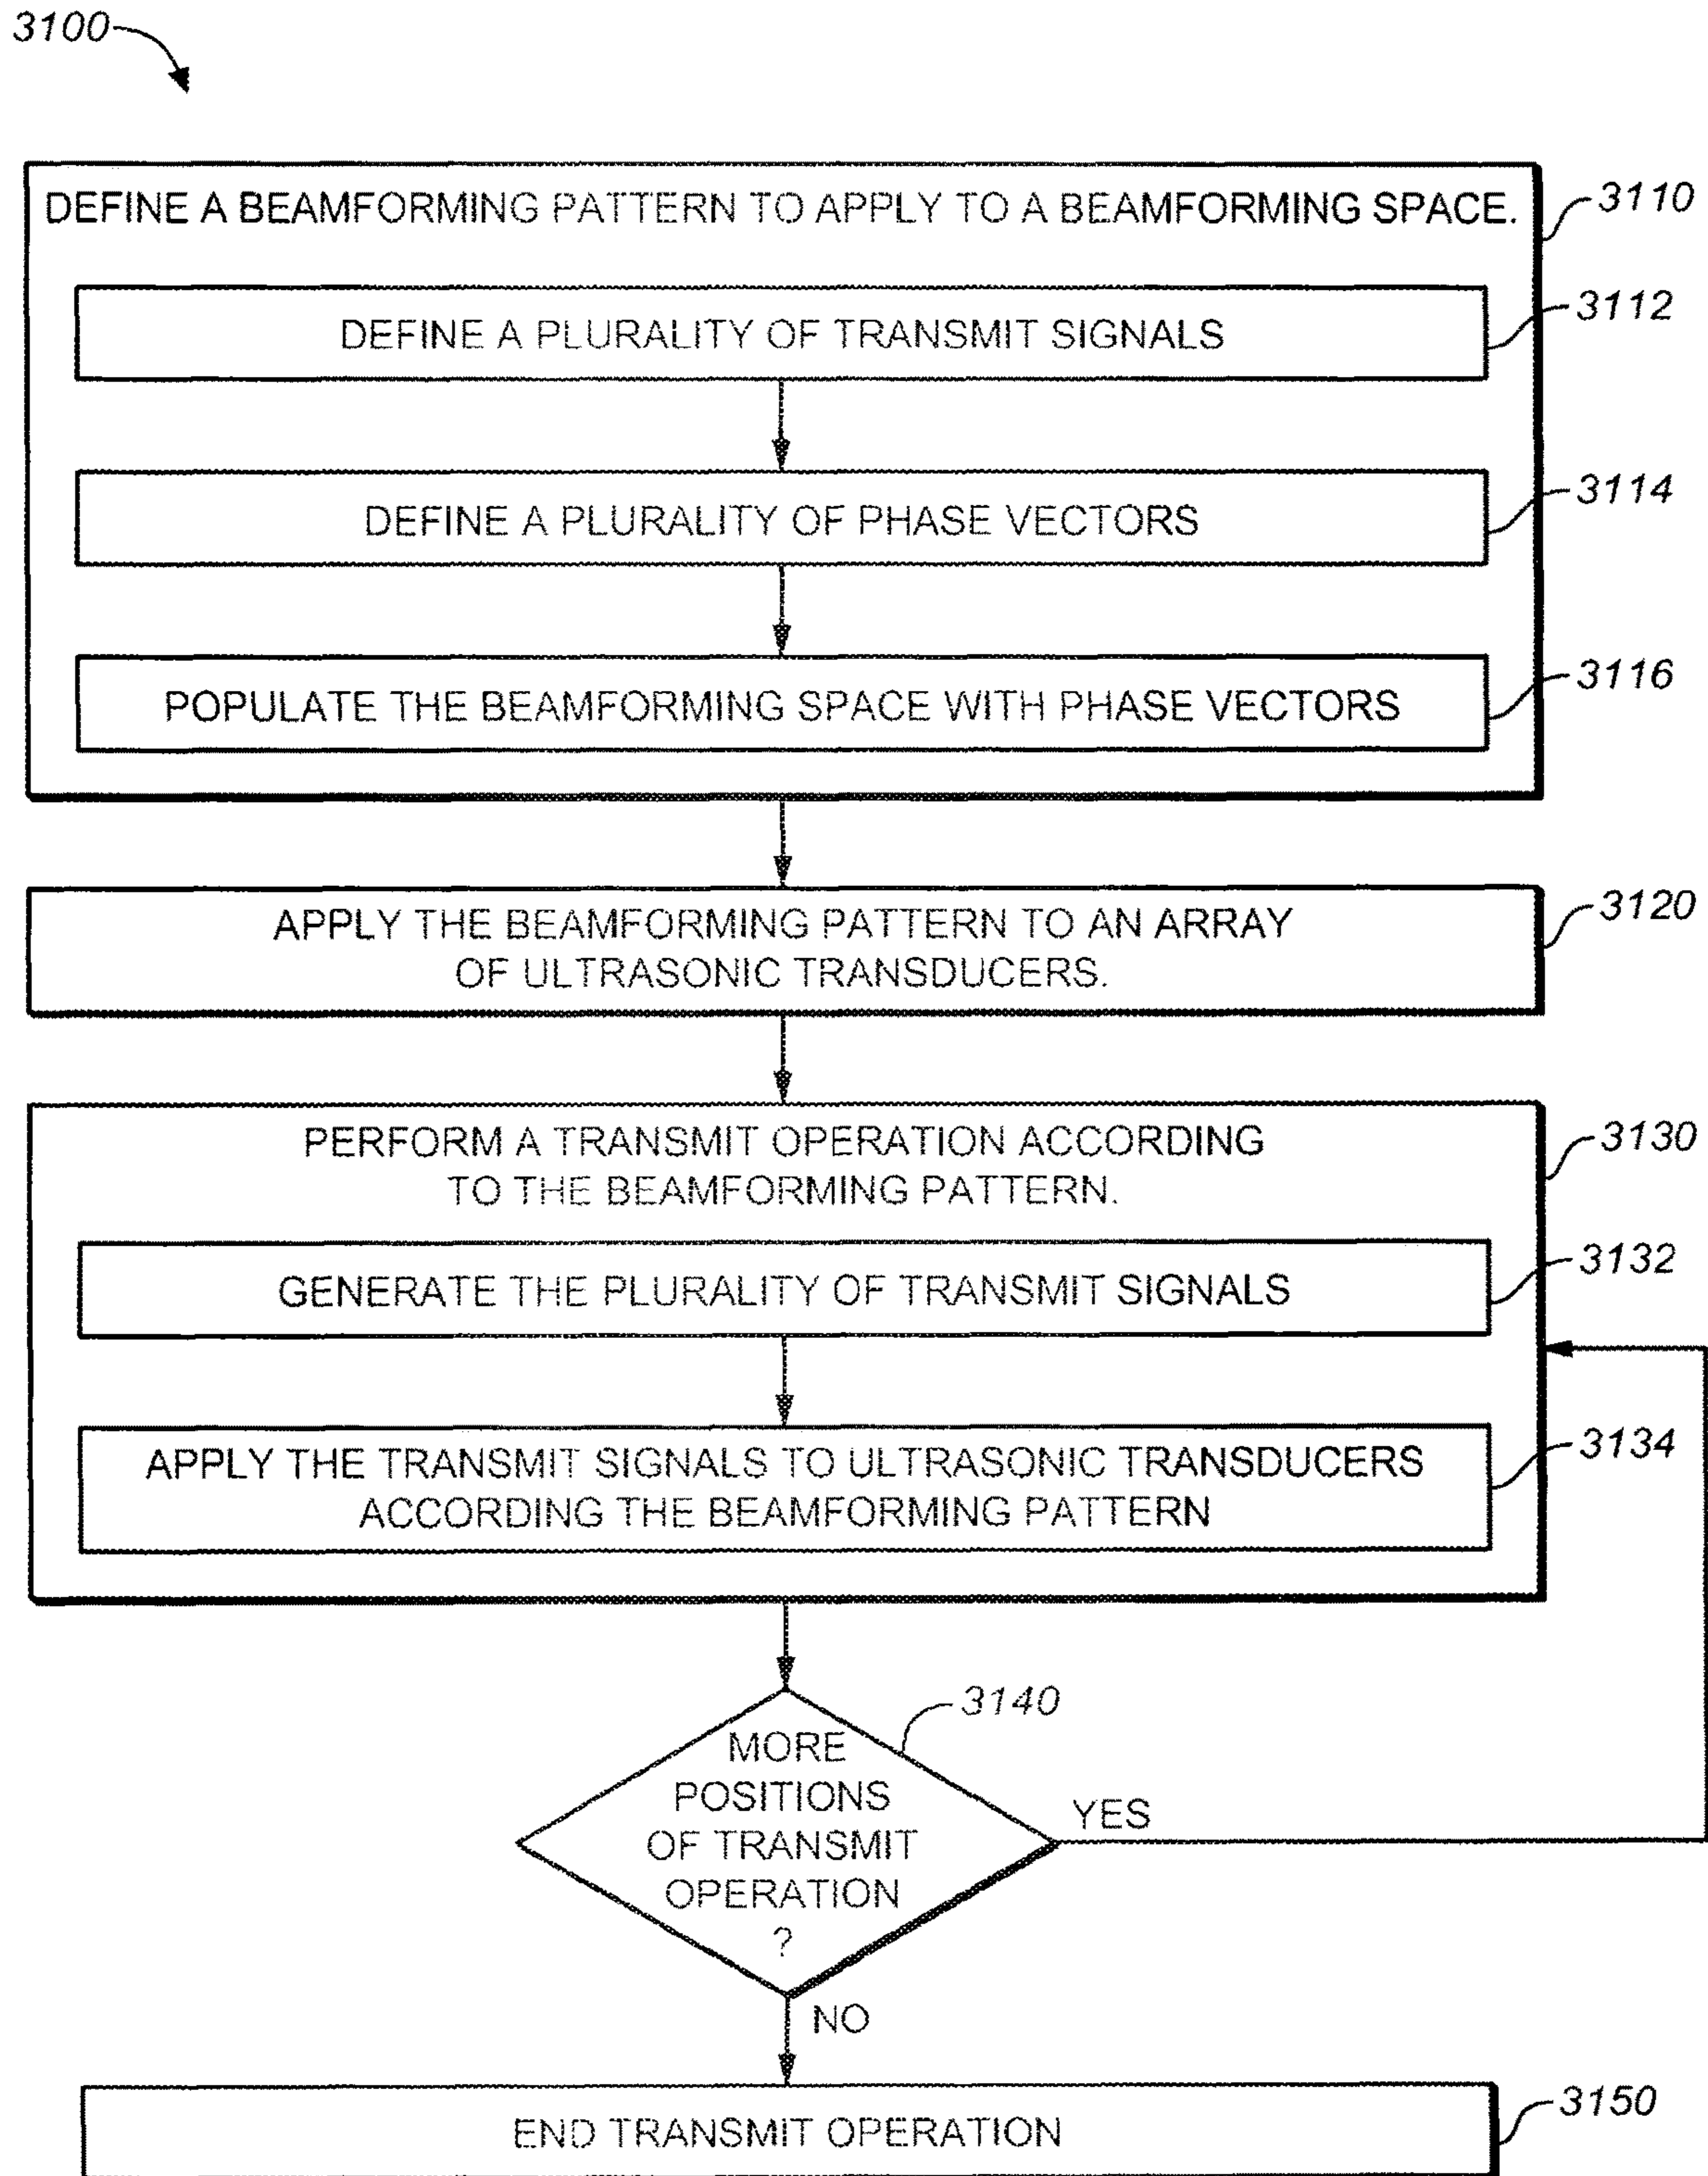 3100
DEFINE A BEAMFORMING PATTERN TO APPLY TO A BEAMFORMING SPACE.
3110
DEFINE A PLURALITY OF TRANSMIT SIGNALS
3112
DEFINE A PLURALITY OF PHASE VECTORS
3114
POPULATE THE BEAMFORMING SPACE WITH PHASE VECTORS
3116
APPLY THE BEAMFORMING PATTERN TO AN ARRAY
OF ULTRASONIC TRANSDUCERS.
3120
PERFORM A TRANSMIT OPERATION ACCORDING
TO THE BEAMFORMING PATTERN.
3130
GENERATE THE PLURALITY OF TRANSMIT SIGNALS
3132
APPLY THE TRANSMIT SIGNALS TO ULTRASONIC TRANSDUCERS
ACCORDING THE BEAMFORMING PATTERN
3134
3140
MORE
POSITIONS
OF TRANSMIT
OPERATION
?
YES
NO
END TRANSMIT OPERATION
3150